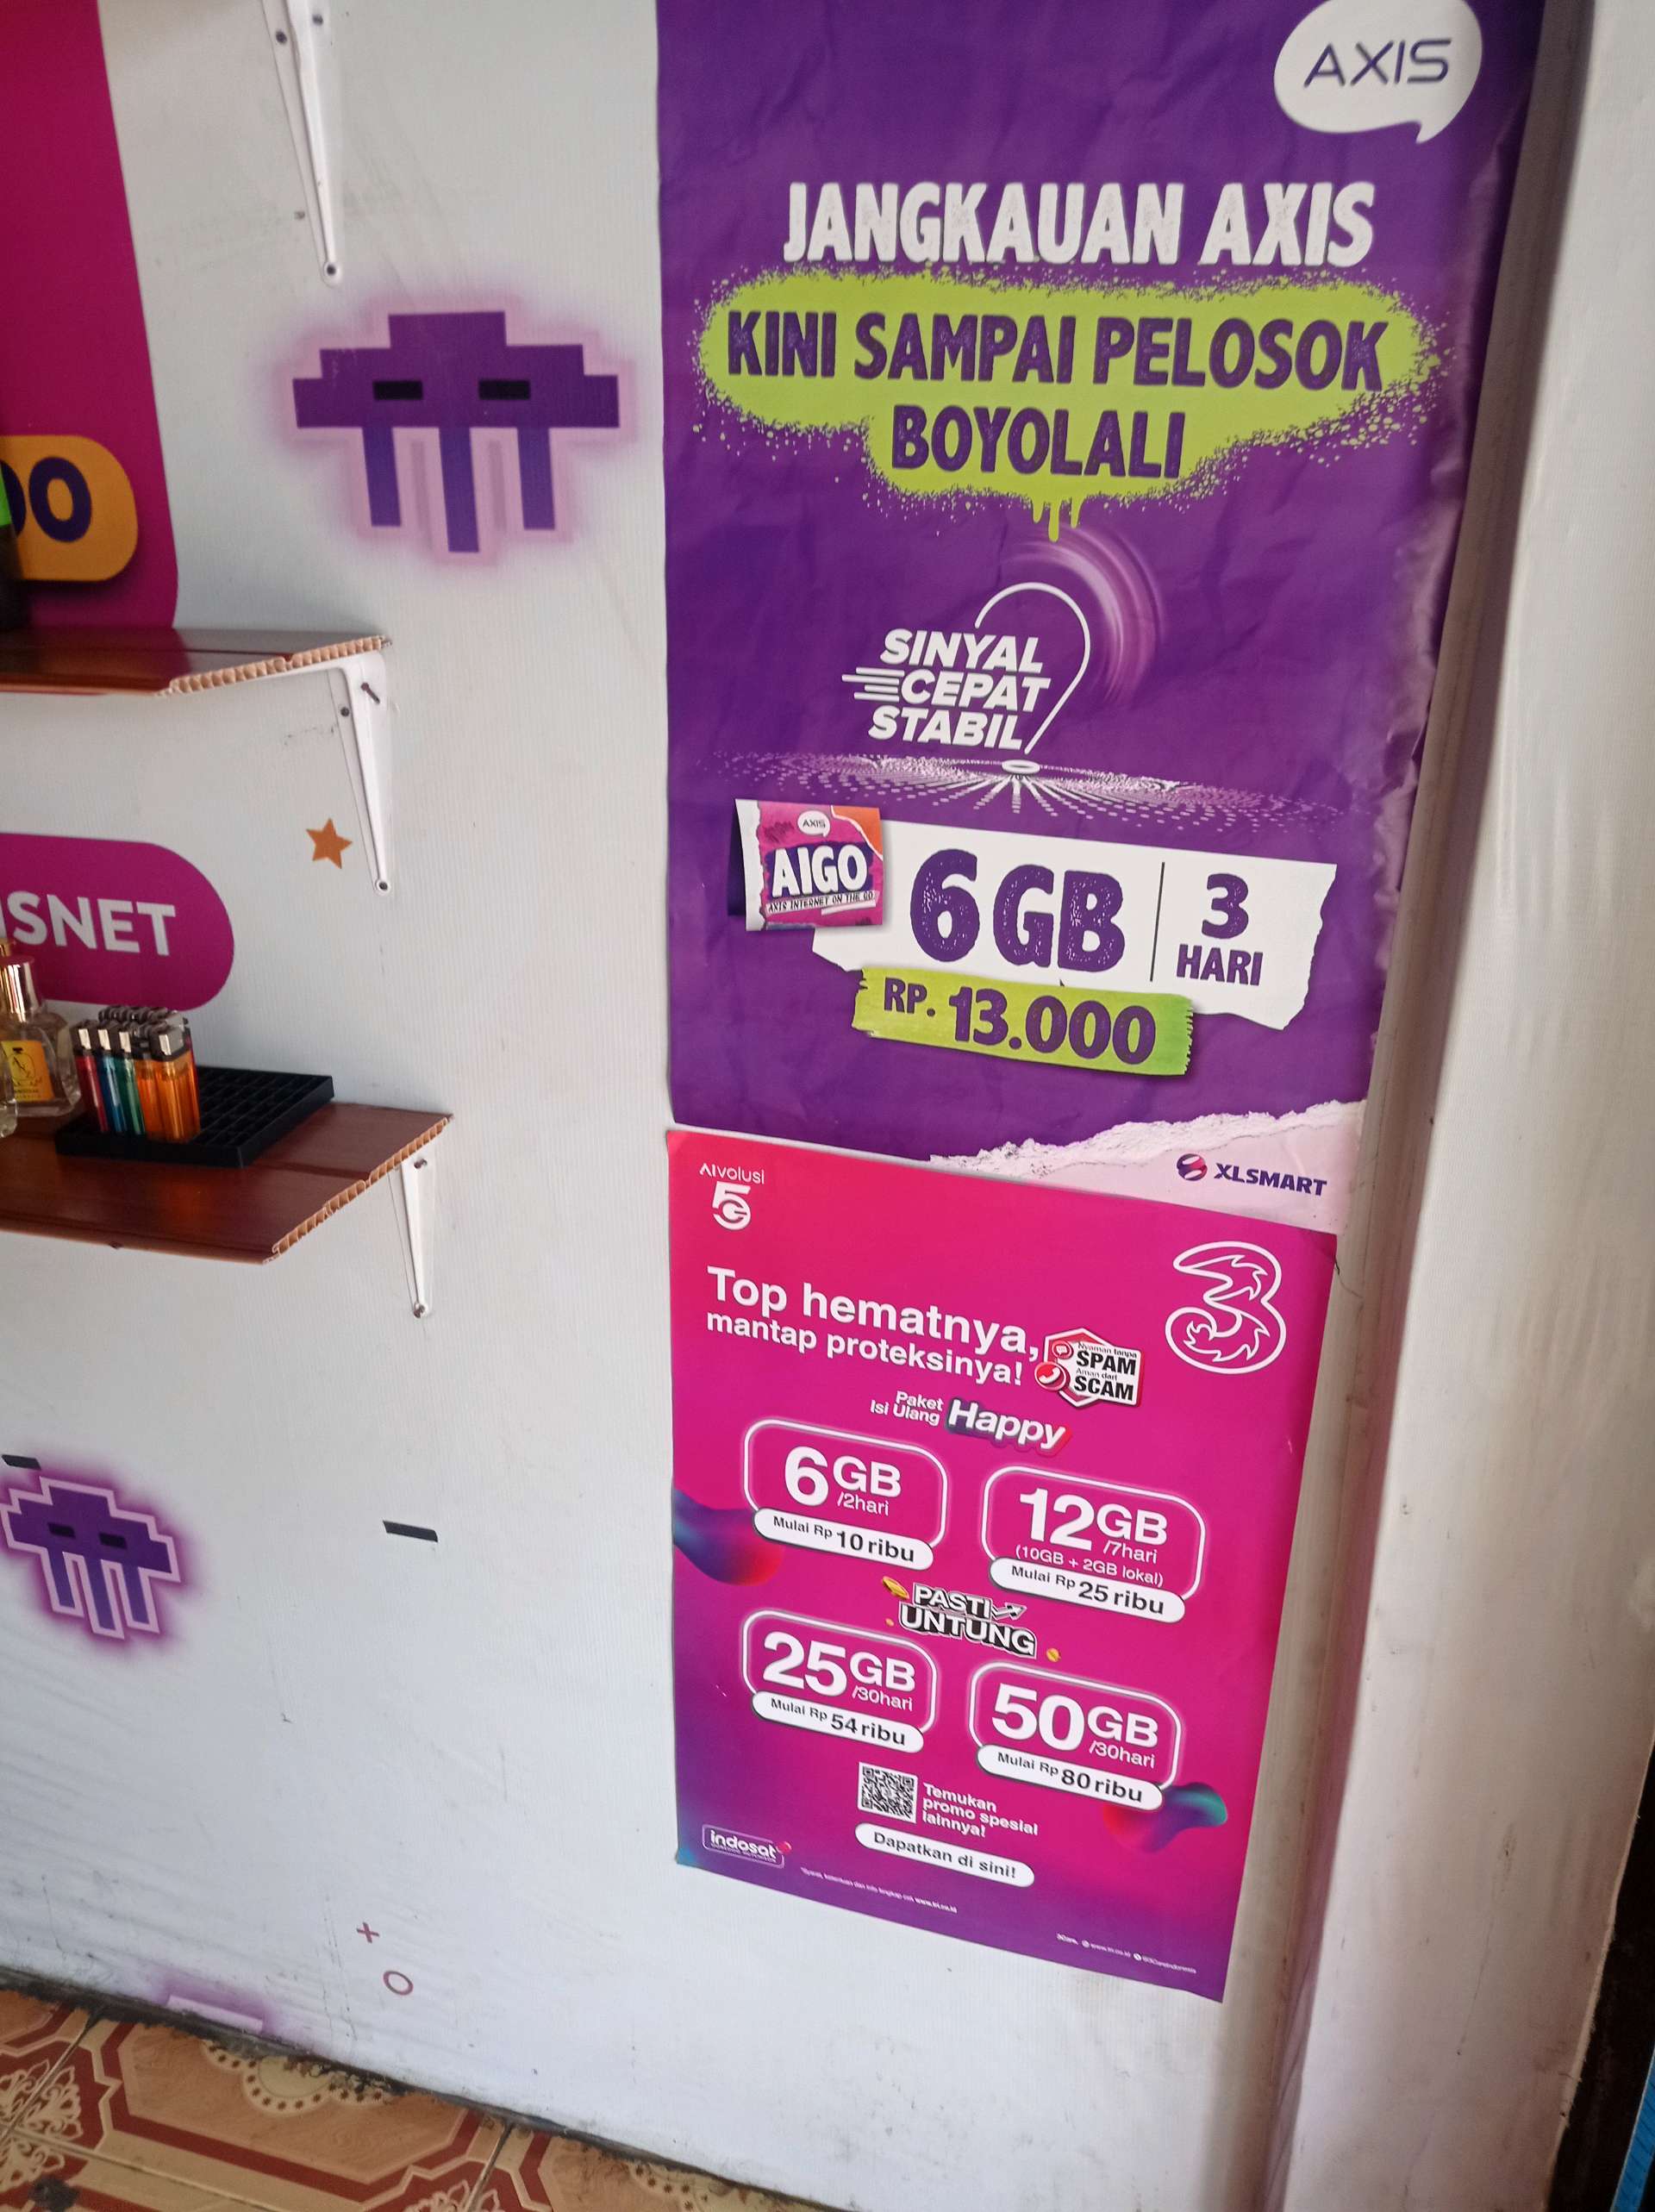 AXIS
JANGKAUAN AXIS
KINI SAMPAI PELOSOK
BOYOLALI
SINYAL
CEPAT
STABIL
AXIS
AIGO
AXIS INTERNET ON THE GO
6GB
3
HARI
RP. 13.000
XLSMART
SNET
AIvolusi
5G
3
Top hematnya,
mantap proteksinya!
Nyaman tanpa
SPAM
Aman dari
SCAM
Paket
Isi Ulang
Happy
6GB
/2hari
Mulai Rp 10 ribu
12GB
/7hari
(10GB + 2GB lokal)
Mulai Rp 25 ribu
PASTI
UNTUNG
25GB
/30hari
Mulai Rp 54 ribu
50GB
/30hari
Mulai Rp 80 ribu
Temukan
promo spesial
lainnya!
Dapatkan di sini!
indosat